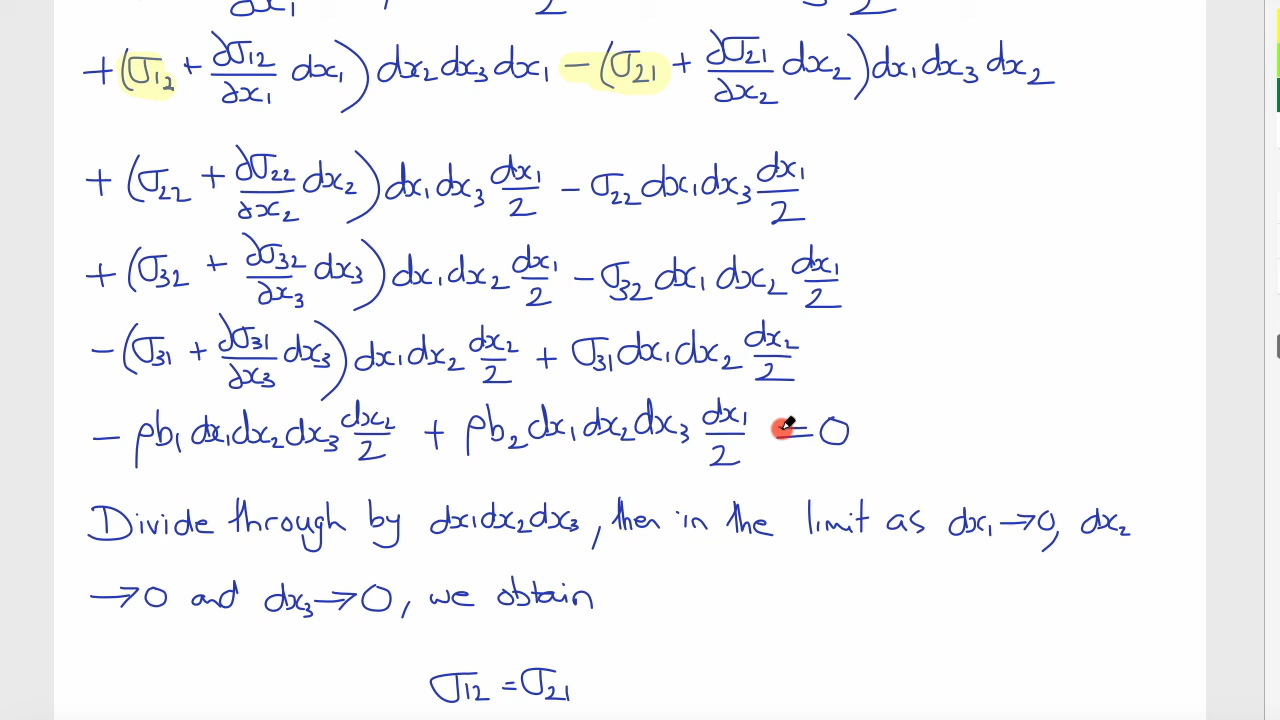 + (σ₁₂ + ∂σ₁₂/∂x₁ dx₁) dx₂ dx₃ dx₁ − (σ₂₁ + ∂σ₂₁/∂x₂ dx₂) dx₁ dx₃ dx₂
+ (σ₂₂ + ∂σ₂₂/∂x₂ dx₂) dx₁ dx₃ dx₁/2 − σ₂₂ dx₁ dx₃ dx₁/2
+ (σ₃₂ + ∂σ₃₂/∂x₃ dx₃) dx₁ dx₂ dx₁/2 − σ₃₂ dx₁ dx₂ dx₁/2
− (σ₃₁ + ∂σ₃₁/∂x₃ dx₃) dx₁ dx₂ dx₂/2 + σ₃₁ dx₁ dx₂ dx₂/2
− ρb₁ dx₁ dx₂ dx₃ dx₂/2 + ρb₂ dx₁ dx₂ dx₃ dx₁/2 = 0
Divide through by dx₁dx₂dx₃, then in the limit as dx₁ → 0, dx₂
→ 0 and dx₃ → 0, we obtain
σ₁₂ = σ₂₁